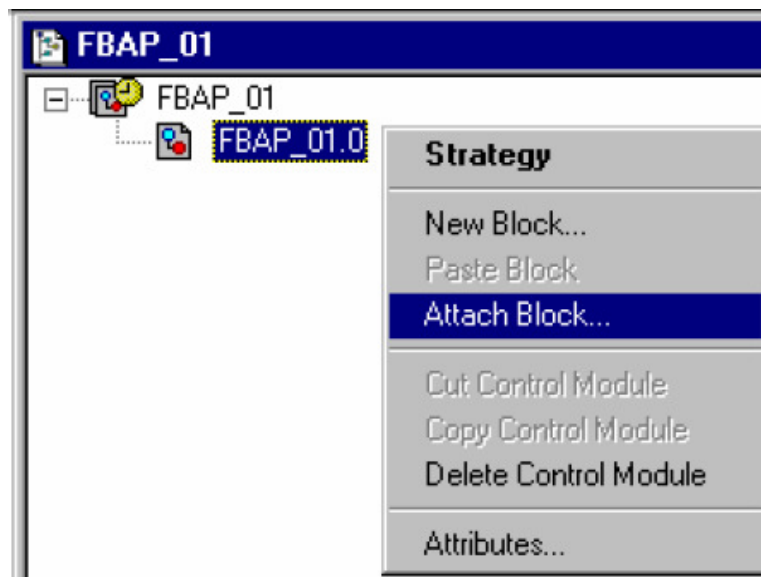 FBAP_01
FBAP_01
FBAP_01.0
Strategy
New Block...
Paste Block
Attach Block...
Cut Control Module
Copy Control Module
Delete Control Module
Attributes...